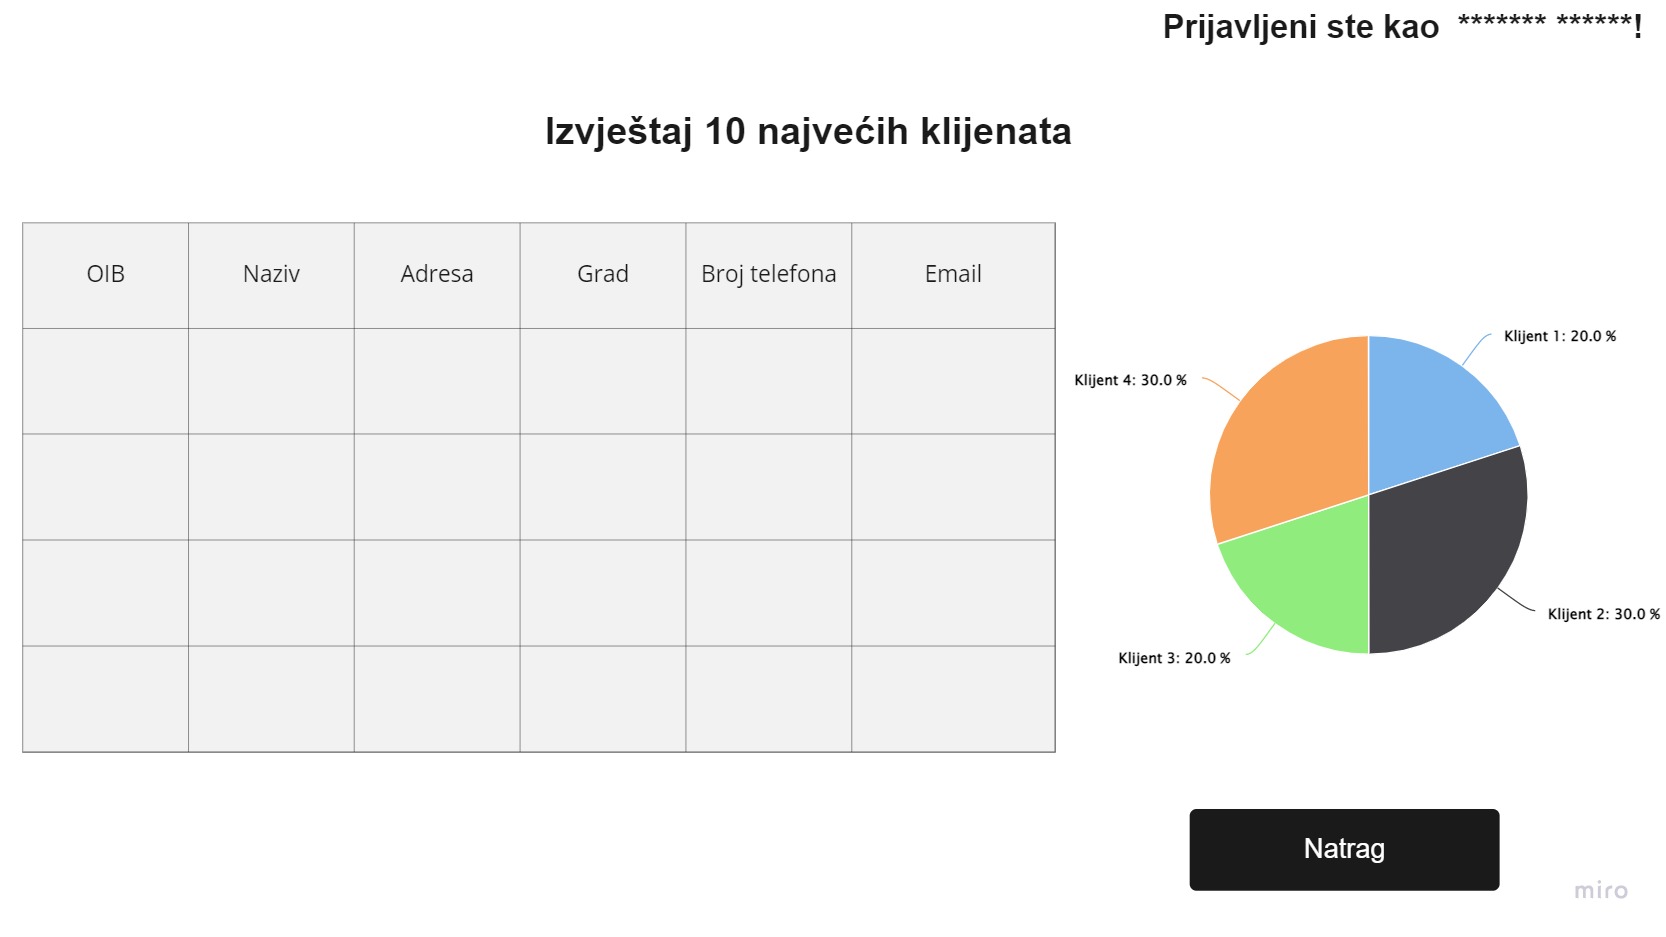 Prijavljeni ste kao ******* ******!
Izvještaj 10 najvećih klijenata
OIB Naziv Adresa Grad Broj telefona Email
Klijent 1: 20.0 %
Klijent 4: 30.0 %
Klijent 2: 30.0 %
Klijent 3: 20.0 %
Natrag
miro